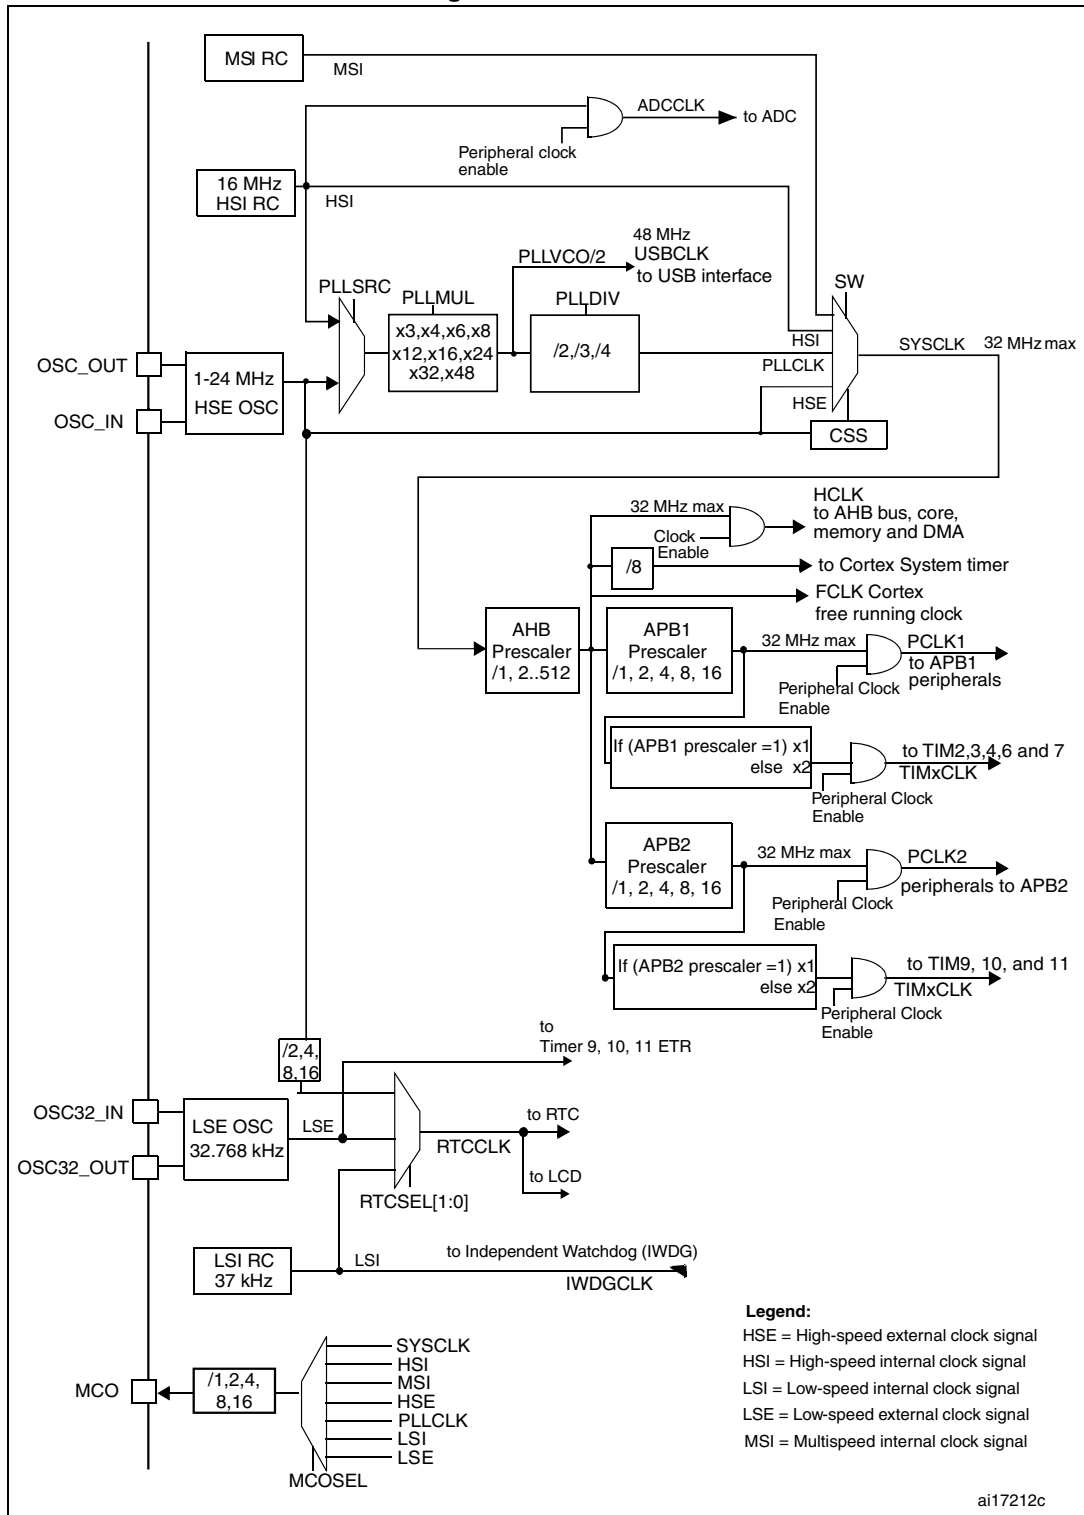 MSI RC
MSI
ADCCLK
to ADC
Peripheral clock
enable
16 MHz
HSI RC
HSI
48 MHz
USBCLK
to USB interface
PLLVCO/2
PLLSRC
PLLMUL
PLLDIV
SW
x3,x4,x6,x8
x12,x16,x24
x32,x48
/2,/3,/4
HSI
PLLCLK
HSE
SYSCLK
32 MHz max
OSC_OUT
OSC_IN
1-24 MHz
HSE OSC
CSS
32 MHz max
Clock
Enable
HCLK
to AHB bus, core,
memory and DMA
/8
to Cortex System timer
FCLK Cortex
free running clock
AHB
Prescaler
/1, 2..512
APB1
Prescaler
/1, 2, 4, 8, 16
32 MHz max
PCLK1
to APB1
peripherals
Peripheral Clock
Enable
If (APB1 prescaler =1) x1
else x2
to TIM2,3,4,6 and 7
TIMxCLK
Peripheral Clock
Enable
APB2
Prescaler
/1, 2, 4, 8, 16
32 MHz max
PCLK2
peripherals to APB2
Peripheral Clock
Enable
If (APB2 prescaler =1) x1
else x2
to TIM9, 10, and 11
TIMxCLK
Peripheral Clock
Enable
to
Timer 9, 10, 11 ETR
/2,4,
8,16
OSC32_IN
OSC32_OUT
LSE OSC
32.768 kHz
LSE
RTCCLK
to RTC
to LCD
RTCSEL[1:0]
LSI RC
37 kHz
LSI
to Independent Watchdog (IWDG)
IWDGCLK
MCO
/1,2,4,
8,16
SYSCLK
HSI
MSI
HSE
PLLCLK
LSI
LSE
MCOSEL
Legend:
HSE = High-speed external clock signal
HSI = High-speed internal clock signal
LSI = Low-speed internal clock signal
LSE = Low-speed external clock signal
MSI = Multispeed internal clock signal
ai17212c